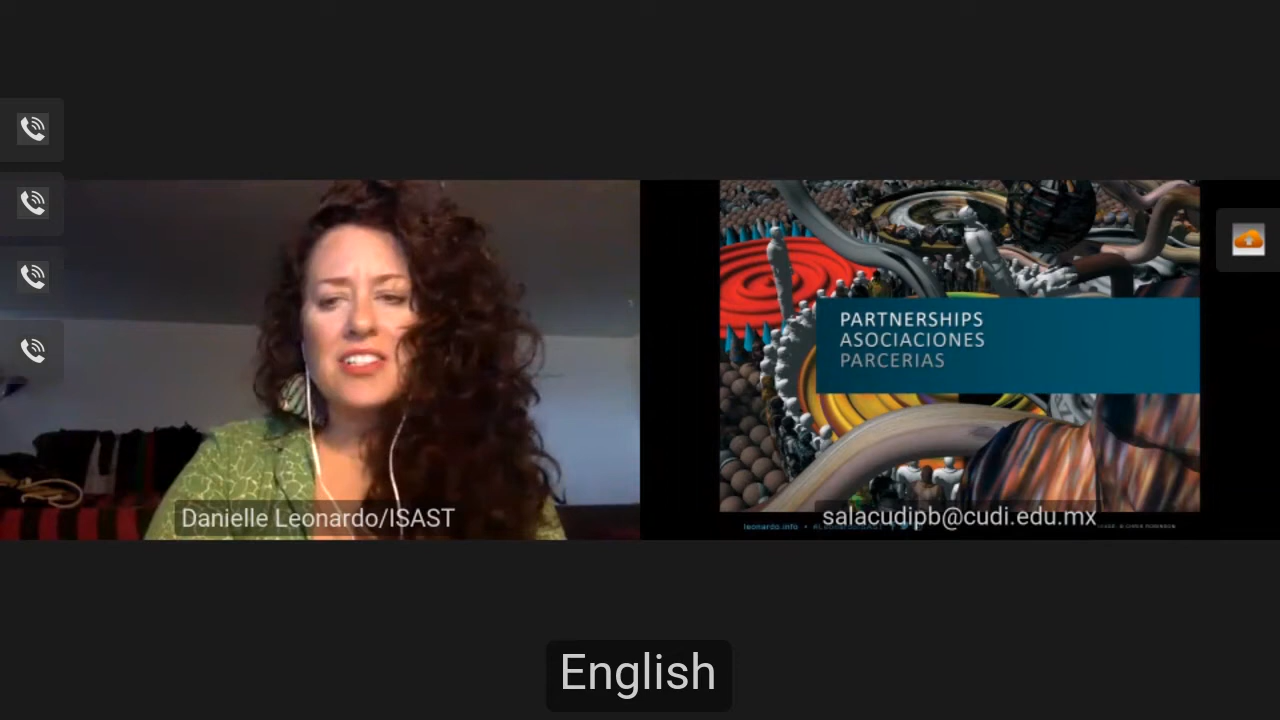 PARTNERSHIPS
ASOCIACIONES
PARCERIAS
Danielle Leonardo/ISAST
salacudipb@cudi.edu.mx
leonardo.info
English